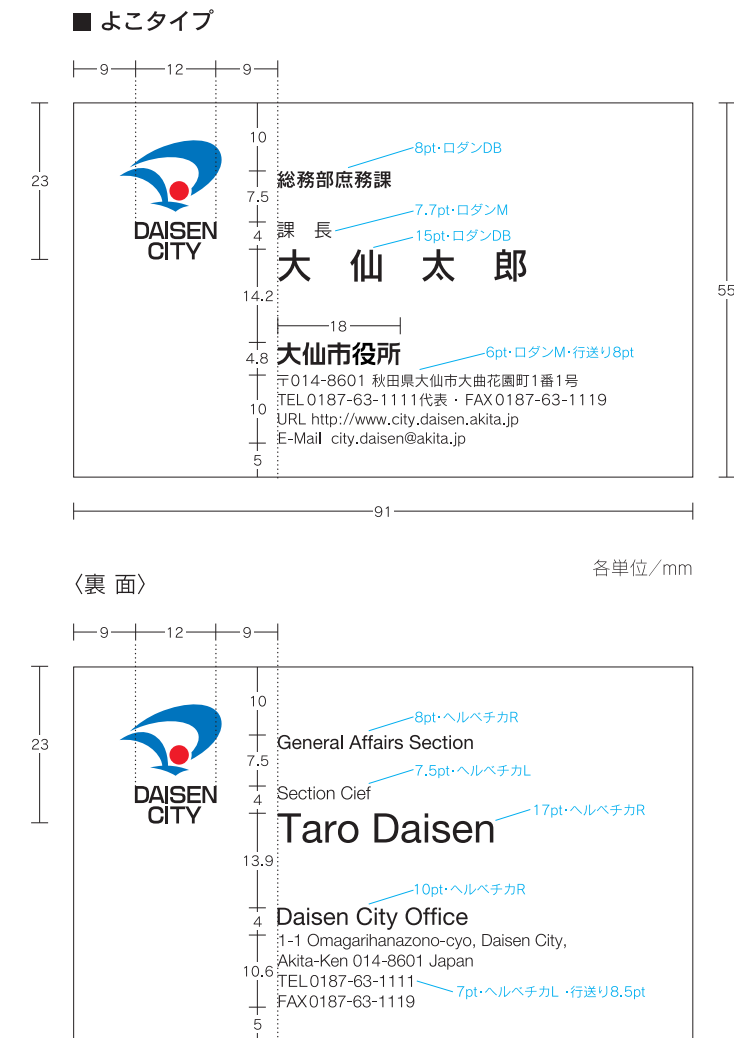 ■ よこタイプ
9 12 9
23
10
8pt・ロダンDB
総務部庶務課
7.5
7.7pt・ロダンM
DAISEN
CITY
4
課 長
15pt・ロダンDB
大 仙 太 郎
14.2
55
18
4.8
大仙市役所
6pt・ロダンM・行送り8pt
〒014-8601 秋田県大仙市大曲花園町1番1号
10
TEL0187-63-1111代表・FAX0187-63-1119
URL http://www.city.daisen.akita.jp
E-Mail city.daisen@akita.jp
5
91
各単位/mm
〈裏 面〉
9 12 9
23
10
8pt・ヘルベチカR
General Affairs Section
7.5
7.5pt・ヘルベチカL
DAISEN
CITY
4
Section Cief
17pt・ヘルベチカR
Taro Daisen
13.9
10pt・ヘルベチカR
4
Daisen City Office
1-1 Omagarihanazono-cyo, Daisen City,
Akita-Ken 014-8601 Japan
10.6
TEL0187-63-1111
7pt・ヘルベチカL・行送り8.5pt
FAX0187-63-1119
5